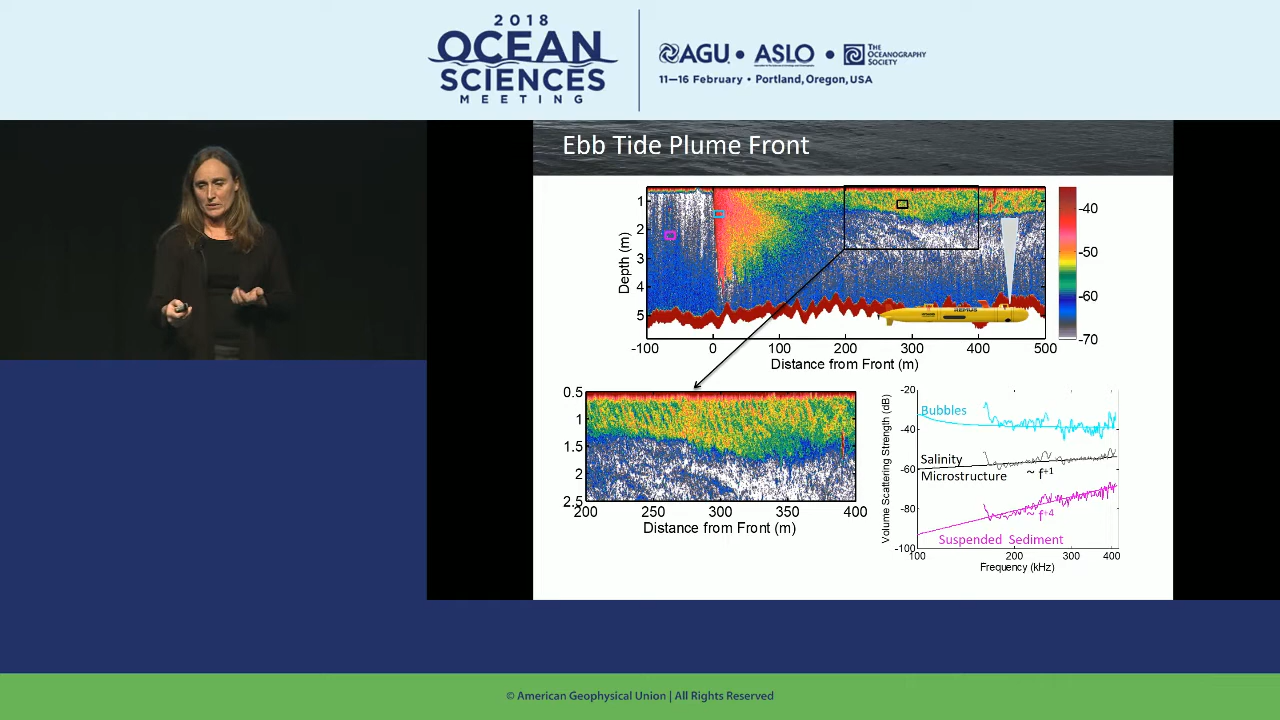 2018
OCEAN
SCIENCES
MEETING
AGU • ASLO • THE OCEANOGRAPHY SOCIETY
11–16 February • Portland, Oregon, USA
Ebb Tide Plume Front
Depth (m)
1
2
3
4
5
-100 0 100 200 300 400 500
Distance from Front (m)
REMUS
-40
-50
-60
-70
0.5
1
1.5
2
2.5
200 250 300 350 400
Distance from Front (m)
Volume Scattering Strength (dB)
-20
-40
-60
-80
-100
Bubbles
Salinity
Microstructure
~ f+1
~ f+4
Suspended Sediment
100 200 300 400
Frequency (kHz)
© American Geophysical Union | All Rights Reserved